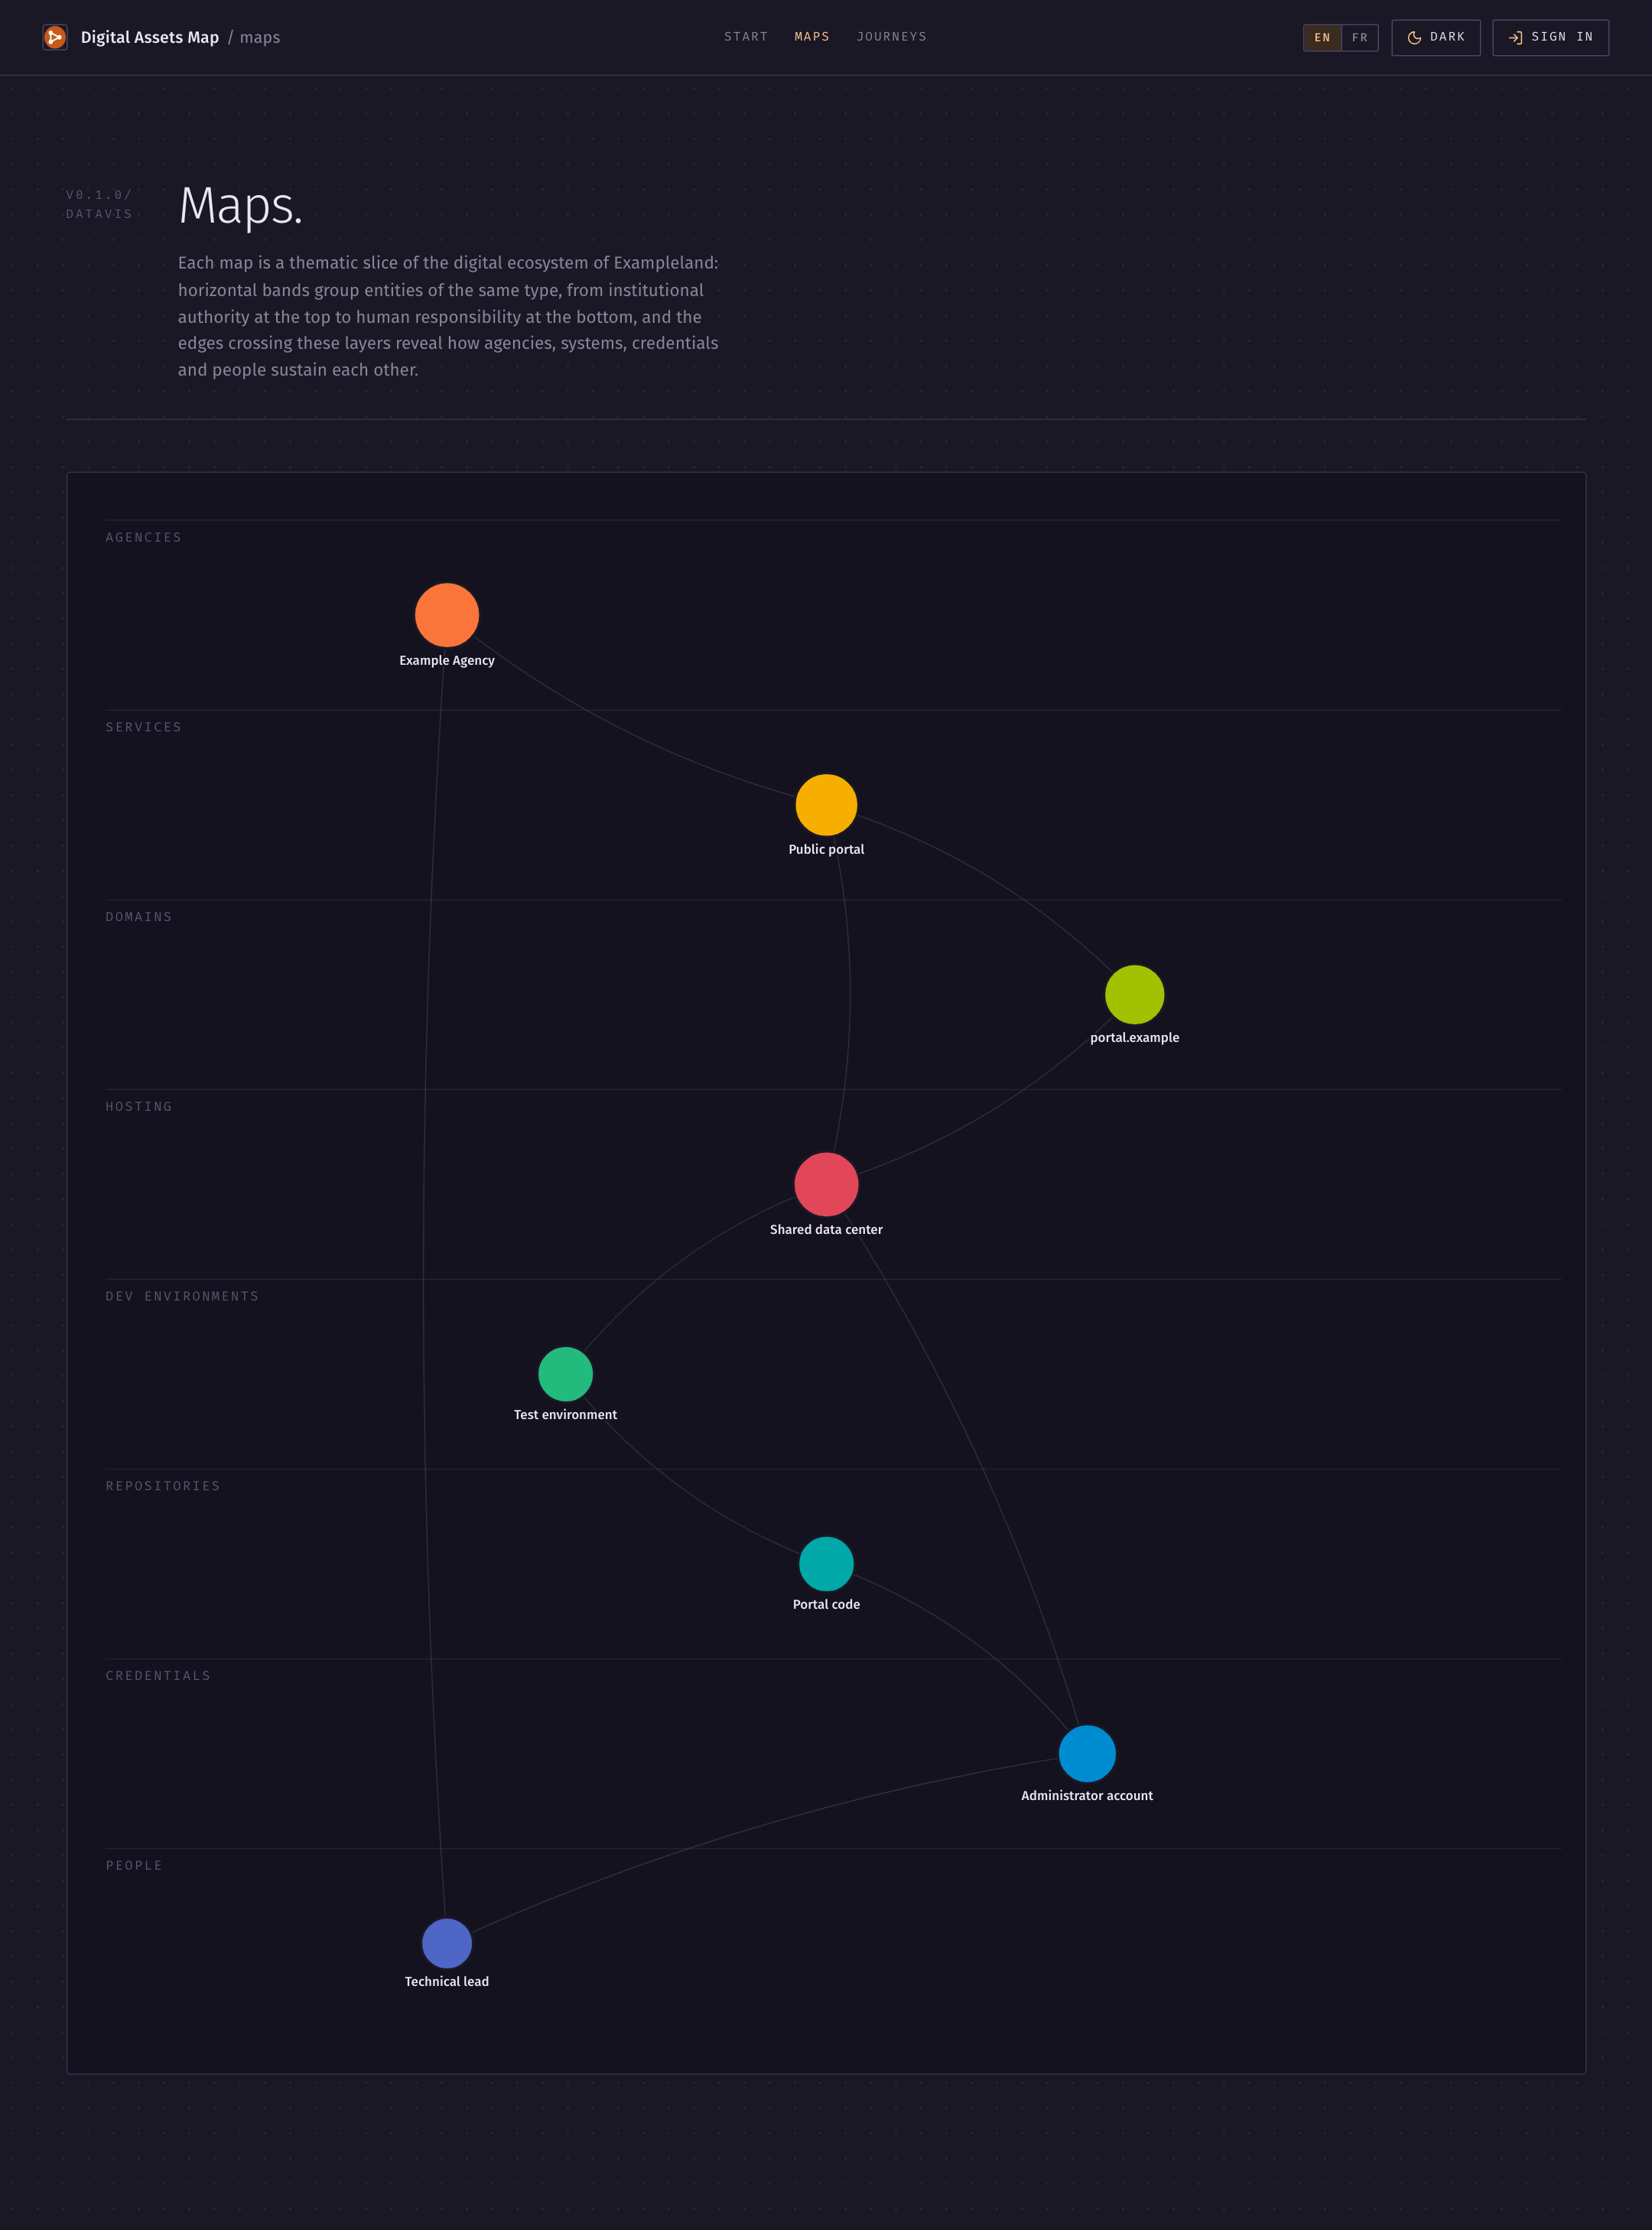 Digital Assets Map / maps
START MAPS JOURNEYS
EN FR DARK SIGN IN
V0.1.0/
DATAVIS
Maps.
Each map is a thematic slice of the digital ecosystem of Exampleland:
horizontal bands group entities of the same type, from institutional
authority at the top to human responsibility at the bottom, and the
edges crossing these layers reveal how agencies, systems, credentials
and people sustain each other.
AGENCIES
Example Agency
SERVICES
Public portal
DOMAINS
portal.example
HOSTING
Shared data center
DEV ENVIRONMENTS
Test environment
REPOSITORIES
Portal code
CREDENTIALS
Administrator account
PEOPLE
Technical lead